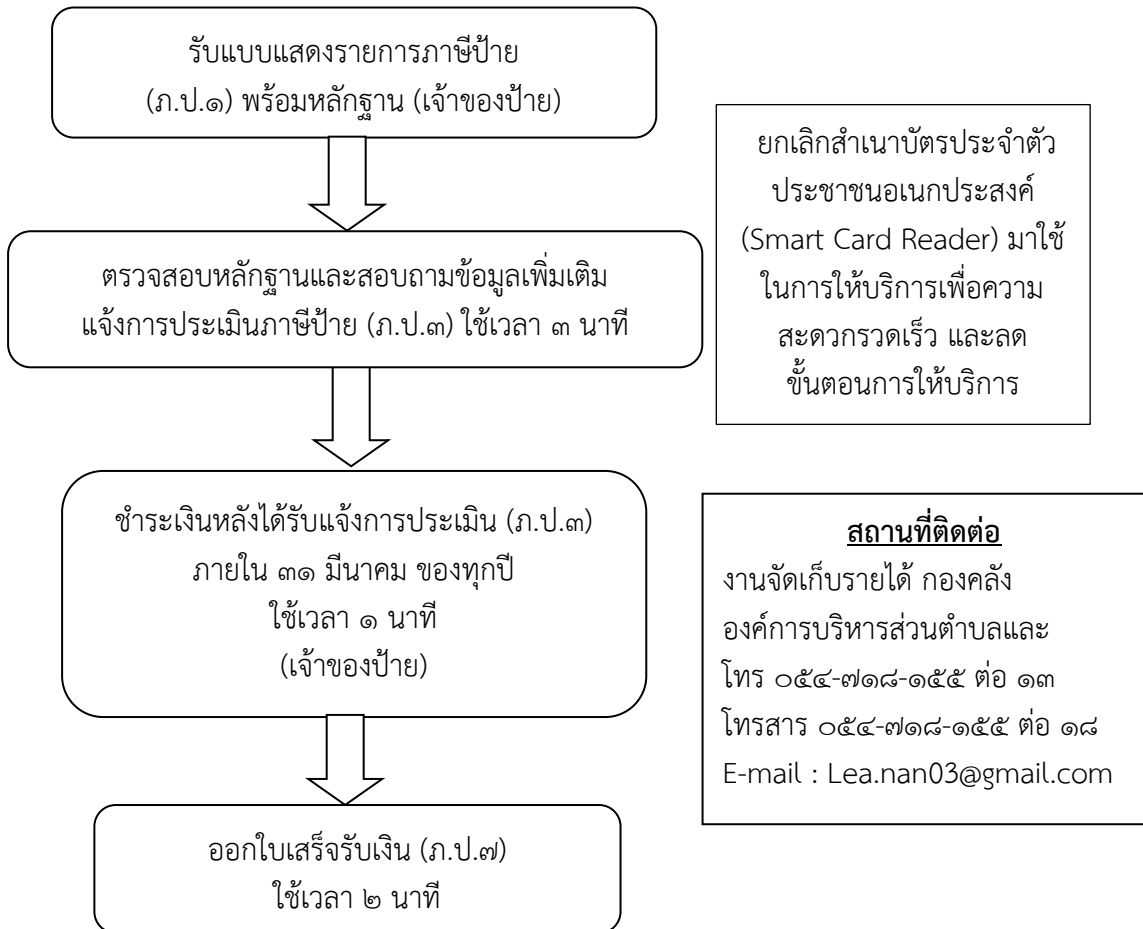 รับแบบแสดงรายการภาษีป้าย
(ภ.ป.๑) พร้อมหลักฐาน (เจ้าของป้าย)
ตรวจสอบหลักฐานและสอบถามข้อมูลเพิ่มเติม
แจ้งการประเมินภาษีป้าย (ภ.ป.๓) ใช้เวลา ๓ นาที
ชำระเงินหลังได้รับแจ้งการประเมิน (ภ.ป.๓)
ภายใน ๓๑ มีนาคม ของทุกปี
ใช้เวลา ๑ นาที
(เจ้าของป้าย)
ออกใบเสร็จรับเงิน (ภ.ป.๗)
ใช้เวลา ๒ นาที
ยกเลิกสำเนาบัตรประจำตัว
ประชาชนอเนกประสงค์
(Smart Card Reader) มาใช้
ในการให้บริการเพื่อความ
สะดวกรวดเร็ว และลด
ขั้นตอนการให้บริการ
สถานที่ติดต่อ
งานจัดเก็บรายได้ กองคลัง
องค์การบริหารส่วนตำบลและ
โทร ๐๕๔-๗๑๘-๑๕๕ ต่อ ๑๓
โทรสาร ๐๕๔-๗๑๘-๑๕๕ ต่อ ๑๘
E-mail : Lea.nan03@gmail.com